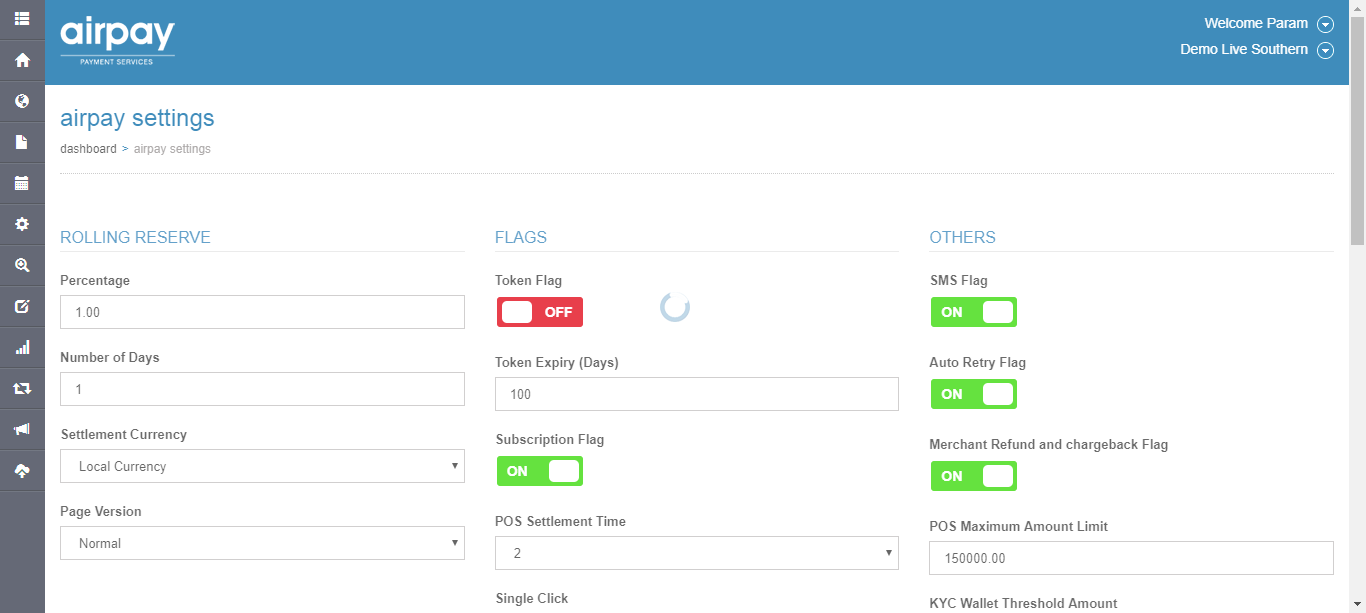 airpay
PAYMENT SERVICES
Welcome Param
Demo Live Southern
airpay settings
dashboard > airpay settings
ROLLING RESERVE
Percentage
1.00
Number of Days
1
Settlement Currency
Local Currency
Page Version
Normal
FLAGS
Token Flag
OFF
Token Expiry (Days)
100
Subscription Flag
ON
POS Settlement Time
2
Single Click
OTHERS
SMS Flag
ON
Auto Retry Flag
ON
Merchant Refund and chargeback Flag
ON
POS Maximum Amount Limit
150000.00
KYC Wallet Threshold Amount